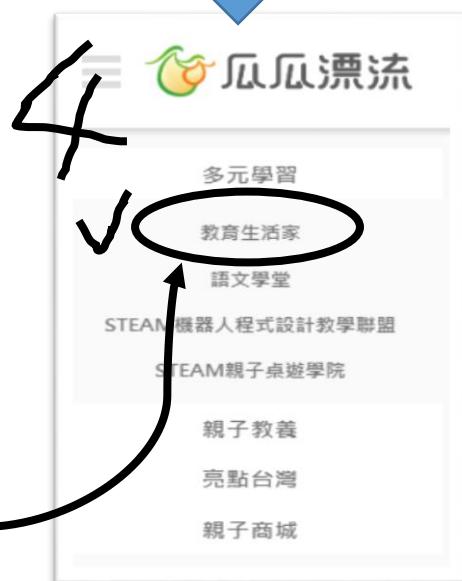 4
瓜瓜漂流
多元學習
教育生活家
語文學堂
STEAM機器人程式設計教學聯盟
STEAM親子桌遊學院
親子教養
亮點台灣
親子商城